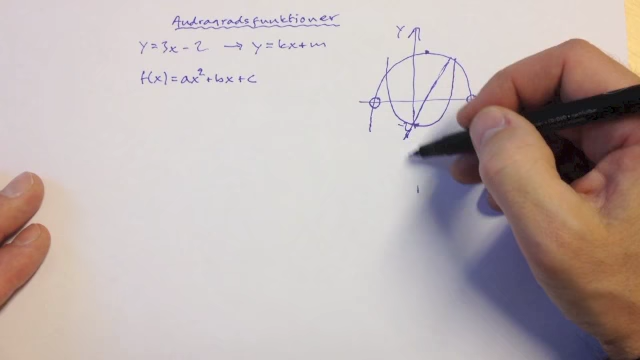 Andragradsfunktioner
y = 3x - 2 → y = kx + m
f(x) = ax² + bx + c
Y